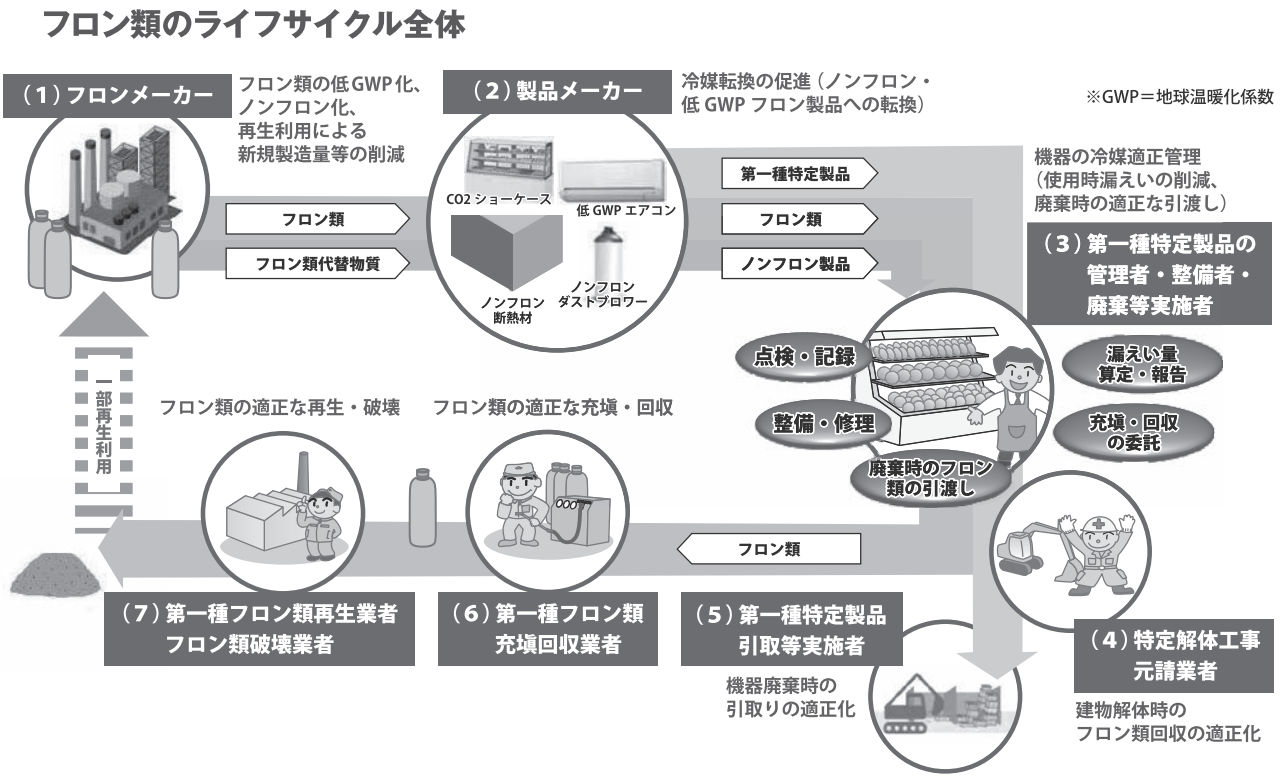 フロン類のライフサイクル全体
（1）フロンメーカー
フロン類の低GWP化、
ノンフロン化、
再生利用による
新規製造量等の削減
（2）製品メーカー
冷媒転換の促進（ノンフロン・
低GWPフロン製品への転換）
※GWP＝地球温暖化係数
CO2ショーケース
低GWPエアコン
ノンフロン
断熱材
ノンフロン
ダストブロワー
フロン類
フロン類代替物質
第一種特定製品
フロン類
ノンフロン製品
機器の冷媒適正管理
（使用時漏えいの削減、
廃棄時の適正な引渡し）
（3）第一種特定製品の
管理者・整備者・
廃棄等実施者
点検・記録
整備・修理
廃棄時のフロン
類の引渡し
漏えい量
算定・報告
充塡・回収
の委託
一部再生利用
フロン類の適正な再生・破壊
フロン類の適正な充塡・回収
フロン類
（7）第一種フロン類再生業者
フロン類破壊業者
（6）第一種フロン類
充塡回収業者
（5）第一種特定製品
引取等実施者
機器廃棄時の
引取りの適正化
（4）特定解体工事
元請業者
建物解体時の
フロン類回収の適正化